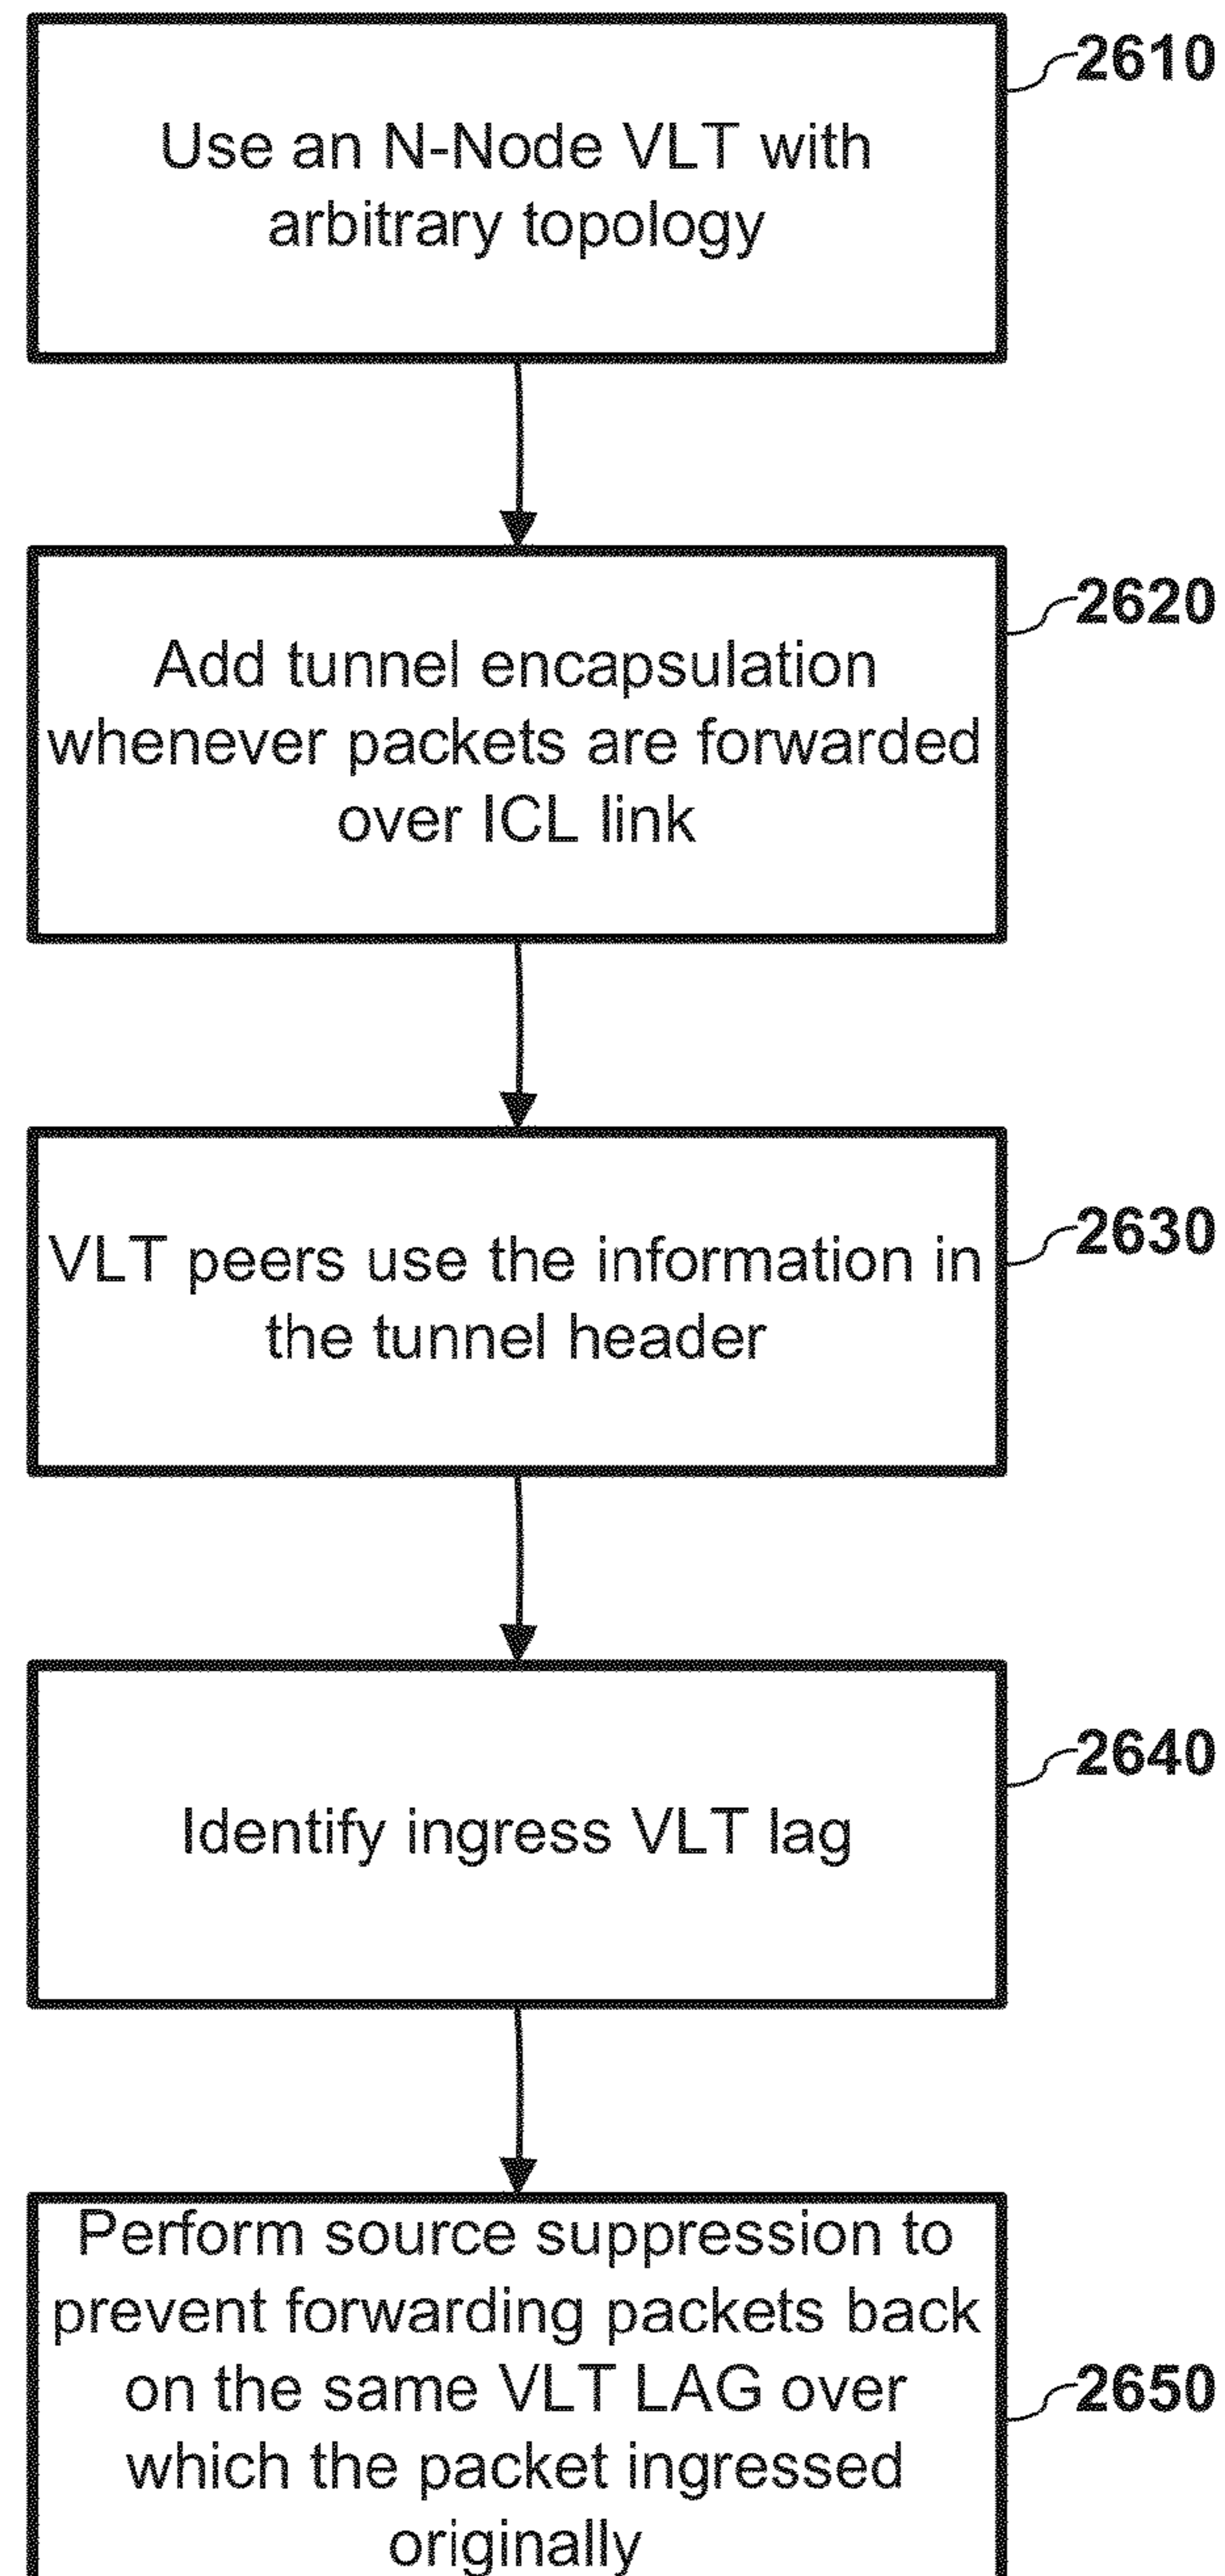 2610
Use an N-Node VLT with
arbitrary topology
2620
Add tunnel encapsulation
whenever packets are forwarded
over ICL link
2630
VLT peers use the information in
the tunnel header
2640
Identify ingress VLT lag
Perform source suppression to
prevent forwarding packets back
on the same VLT LAG over
2650
which the packet ingressed
originally